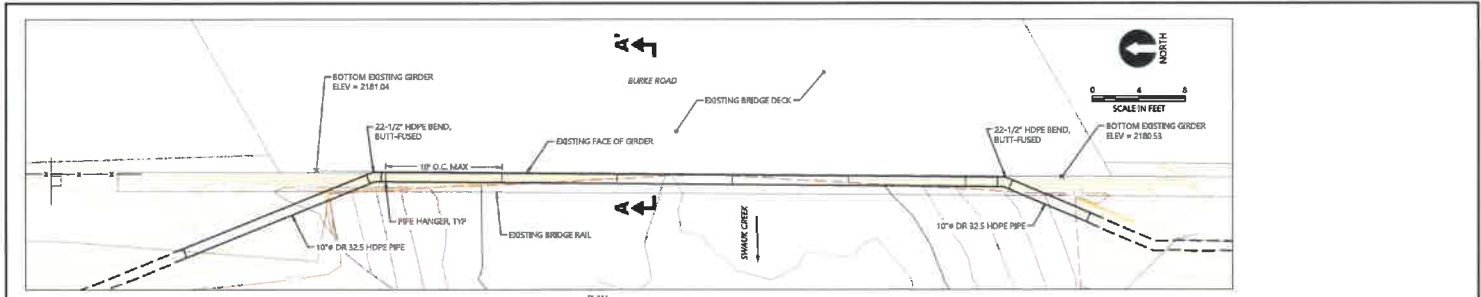 A'
NORTH
BURKE ROAD
0 4 8
SCALE IN FEET
BOTTOM EXISTING GIRDER
ELEV = 2181.04
EXISTING BRIDGE DECK
22-1/2° HDPE BEND,
BUTT-FUSED
EXISTING FACE OF GIRDER
22-1/2° HDPE BEND,
BUTT-FUSED
BOTTOM EXISTING GIRDER
ELEV = 2180.53
10' O.C. MAX
A
PIPE HANGER, TYP
EXISTING BRIDGE RAIL
SWAUK CREEK
10"ø DR 32.5 HDPE PIPE
10"ø DR 32.5 HDPE PIPE